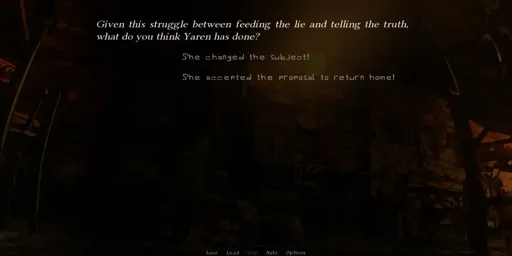 Given this struggle between feeding the lie and telling the truth,
what do you think Yaren has done?
She changed the subject!
She accepted the proposal to return home!
Save Load Skip Auto Options